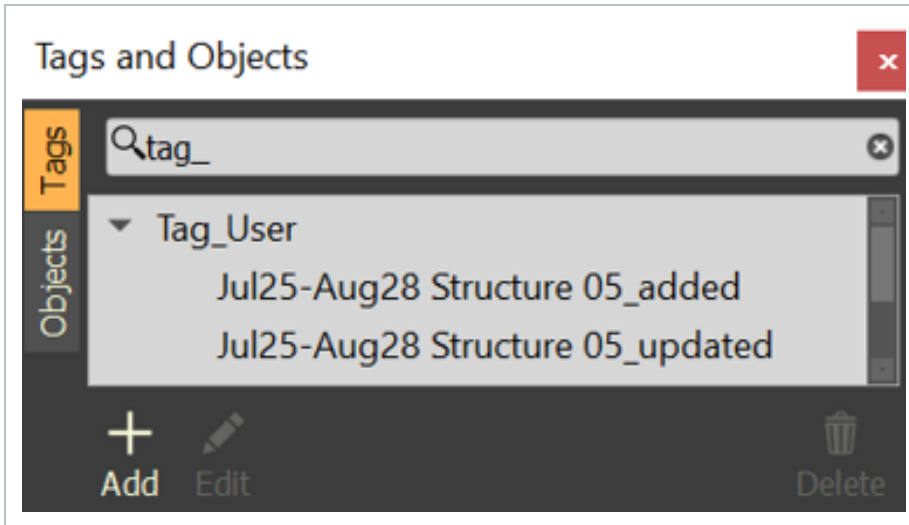 Tags and Objects
x
Tags
tag_
Objects
Tag_User
Jul25-Aug28 Structure 05_added
Jul25-Aug28 Structure 05_updated
Add
Edit
Delete